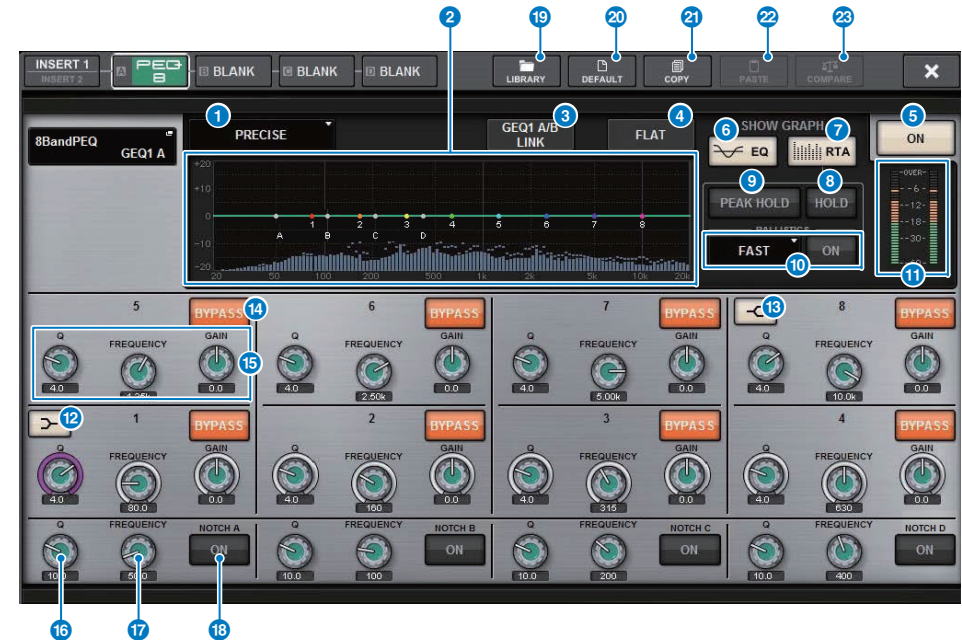 2 19 20 21 22 23
INSERT 1
INSERT 2
A PEQ 8 B BLANK C BLANK D BLANK
LIBRARY DEFAULT COPY PASTE COMPARE
8BandPEQ
GEQ1 A
1 PRECISE
3 GEQ1 A/B LINK
4 FLAT
SHOW GRAPH
6 EQ 7 RTA
5 ON
9 PEAK HOLD 8 HOLD
BALLISTICS
FAST ON
10
-OVER-
-6-
-12-
-18-
-30-
11
+20
+10
0
-10
-20
1 2 3 4 5 6 7 8
A B C D
20 50 100 200 500 1k 2k 5k 10k 20k
5 BYPASS 14 6 BYPASS 7 BYPASS 13 8 BYPASS
Q FREQUENCY GAIN Q FREQUENCY GAIN Q FREQUENCY GAIN Q FREQUENCY GAIN
15
4.0 1.25k 0.0 4.0 2.50k 0.0 4.0 5.00k 0.0 4.0 10.0k 0.0
12 1 BYPASS 2 BYPASS 3 BYPASS 4 BYPASS
Q FREQUENCY GAIN Q FREQUENCY GAIN Q FREQUENCY GAIN Q FREQUENCY GAIN
4.0 80.0 0.0 4.0 160 0.0 4.0 315 0.0 4.0 630 0.0
Q FREQUENCY NOTCH A Q FREQUENCY NOTCH B Q FREQUENCY NOTCH C Q FREQUENCY NOTCH D
ON ON ON ON
10.0 50.0 10.0 100 10.0 200 10.0 400
16 17 18